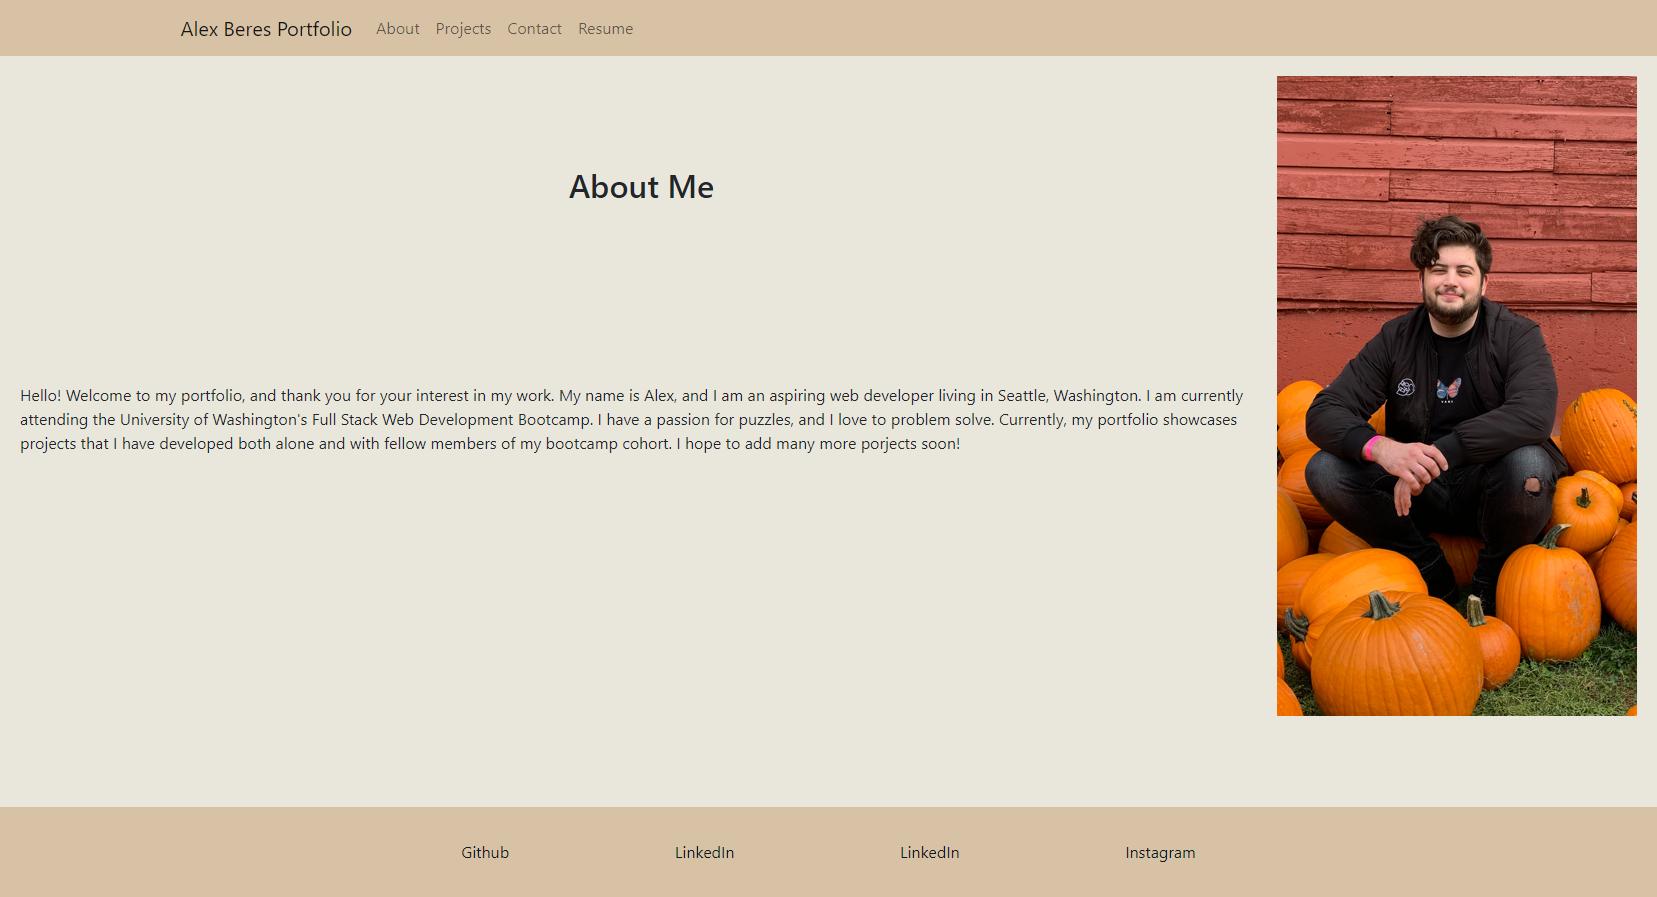 Alex Beres Portfolio About Projects Contact Resume
About Me
Hello! Welcome to my portfolio, and thank you for your interest in my work. My name is Alex, and I am an aspiring web developer living in Seattle, Washington. I am currently
attending the University of Washington's Full Stack Web Development Bootcamp. I have a passion for puzzles, and I love to problem solve. Currently, my portfolio showcases
projects that I have developed both alone and with fellow members of my bootcamp cohort. I hope to add many more porjects soon!
Github LinkedIn LinkedIn Instagram